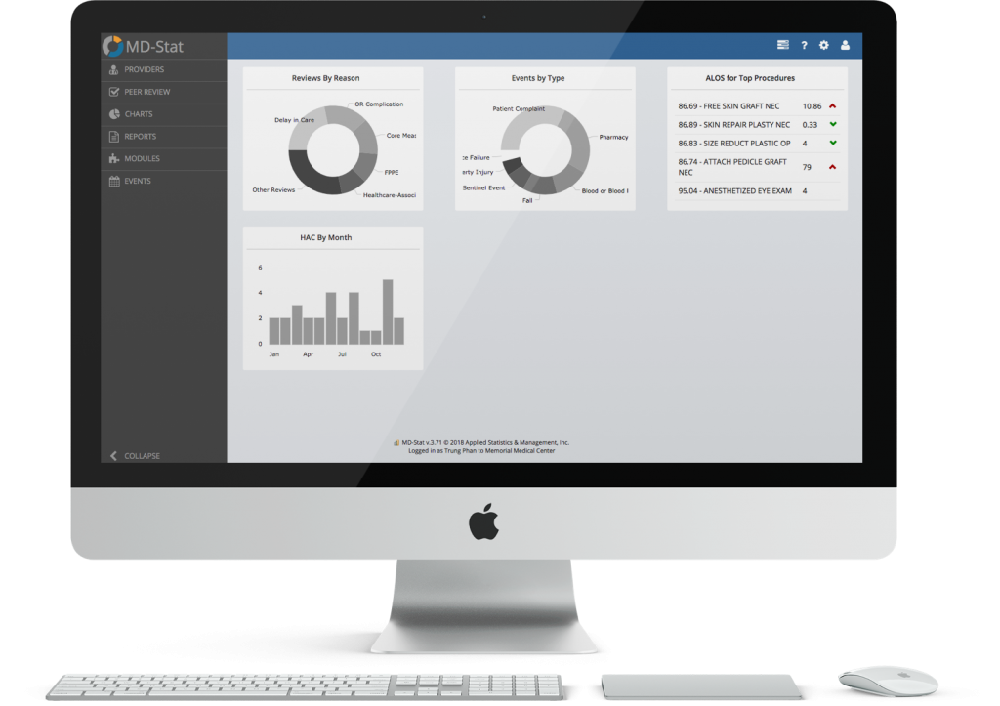 MD-Stat
PROVIDERS
PEER REVIEW
CHARTS
REPORTS
MODULES
EVENTS
COLLAPSE
?
Reviews By Reason
OR Complication
Delay in Care
Core Meas
FPPE
Other Reviews
Healthcare-Associ
Events by Type
Patient Complaint
Pharmacy
ce Failure
erty Injury
Sentinel Event
Blood or Blood I
Fall
ALOS for Top Procedures
86.69 - FREE SKIN GRAFT NEC 10.86
86.89 - SKIN REPAIR PLASTY NEC 0.33
86.83 - SIZE REDUCT PLASTIC OP 4
86.74 - ATTACH PEDICLE GRAFT
NEC 79
95.04 - ANESTHETIZED EYE EXAM 4
HAC By Month
6
4
2
0
Jan Apr Jul Oct
MD-Stat v.3.71 © 2018 Applied Statistics & Management, Inc.
Logged in as Trung Phan to Memorial Medical Center